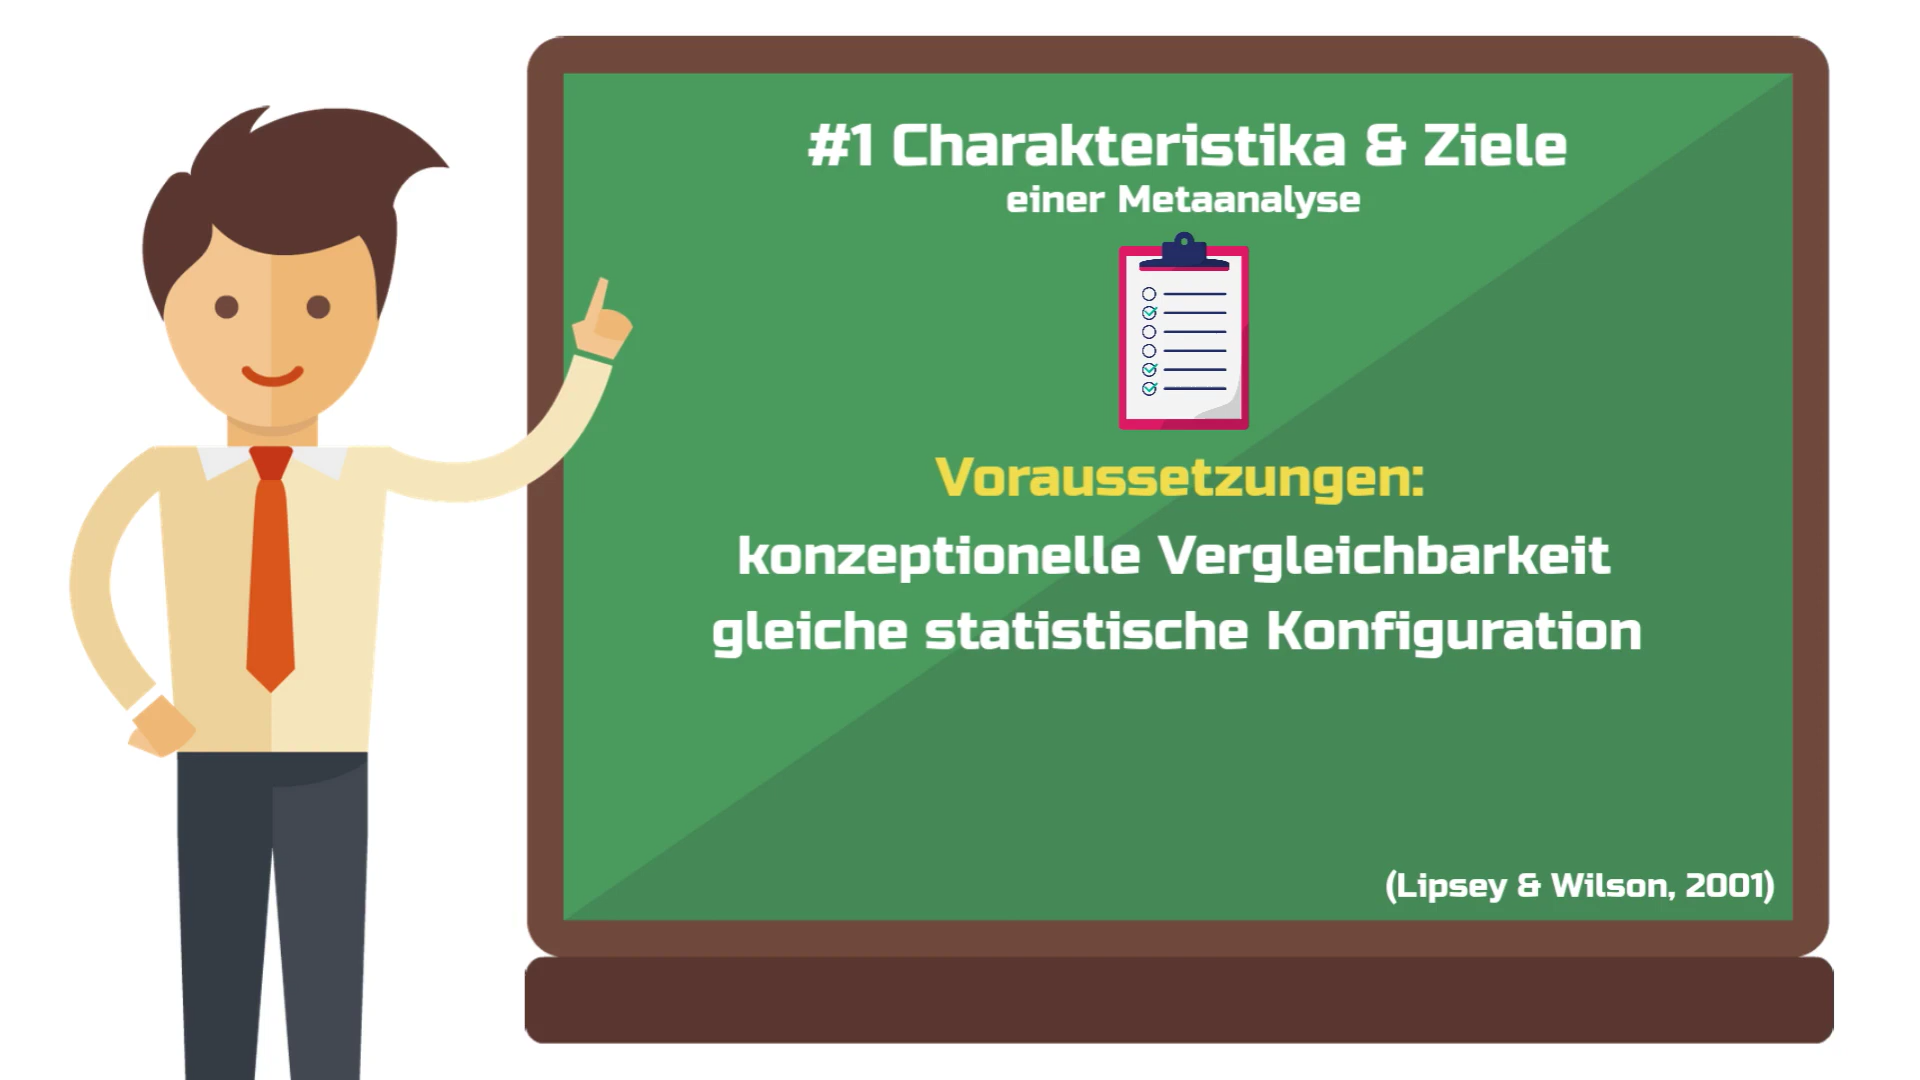 #1 Charakteristika & Ziele
einer Metaanalyse
Voraussetzungen:
konzeptionelle Vergleichbarkeit
gleiche statistische Konfiguration
(Lipsey & Wilson, 2001)